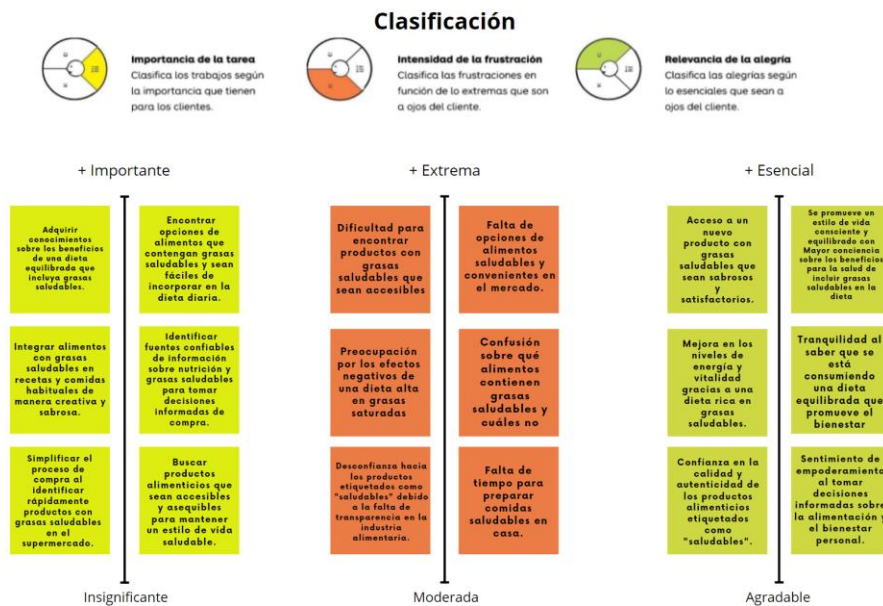 Clasificación
Importancia de la tarea
Clasifica los trabajos según
la importancia que tienen
para los clientes.
Intensidad de la frustración
Clasifica las frustraciones en
función de lo extremas que son
a ojos del cliente.
Relevancia de la alegría
Clasifica las alegrías según
lo esenciales que sean a
ojos del cliente.
+ Importante
Adquirir
conocimientos
sobre los beneficios
de una dieta
equilibrada que
incluya grasas
saludables.
Encontrar
opciones de
alimentos que
contengan grasas
saludables y sean
fáciles de
incorporar en la
dieta diaria.
Integrar alimentos
con grasas
saludables en
recetas y comidas
habituales de
manera creativa y
sabrosa.
Identificar
fuentes confiables
de información
sobre nutrición y
grasas saludables
para tomar
decisiones
informadas de
compra.
Simplificar el
proceso de
compra al
identificar
rápidamente
productos con
grasas saludables
en el
supermercado.
Buscar
productos
alimenticios que
sean accesibles y
asequibles para
mantener un
estilo de vida
saludable.
Insignificante
+ Extrema
Dificultad para
encontrar
productos con
grasas
saludables que
sean accesibles
Falta de
opciones de
alimentos
saludables y
convenientes en
el mercado.
Preocupación
por los efectos
negativos de
una dieta alta
en grasas
saturadas
Confusión
sobre qué
alimentos
contienen
grasas
saludables y
cuáles no
Desconfianza hacia
los productos
etiquetados como
"saludables" debido
a la falta de
transparencia en la
industria
alimentaria.
Falta de
tiempo para
preparar
comidas
saludables en
casa.
Moderada
+ Esencial
Acceso a un
nuevo
producto con
grasas
saludables que
sean sabrosos
y
satisfactorios.
Se promueve un
estilo de vida
consciente y
equilibrado con
Mayor conciencia
sobre los beneficios
para la salud de
incluir grasas
saludables en la
dieta
Mejora en los
niveles de
energía y
vitalidad
gracias a una
dieta rica en
grasas
saludables.
Tranquilidad al
saber que se
está
consumiendo
una dieta
equilibrada que
promueve el
bienestar
Confianza en la
calidad y
autenticidad de
los productos
alimenticios
etiquetados
como
"saludables".
Sentimiento de
empoderamiento
al tomar
decisiones
informadas sobre
la alimentación y
el bienestar
personal.
Agradable